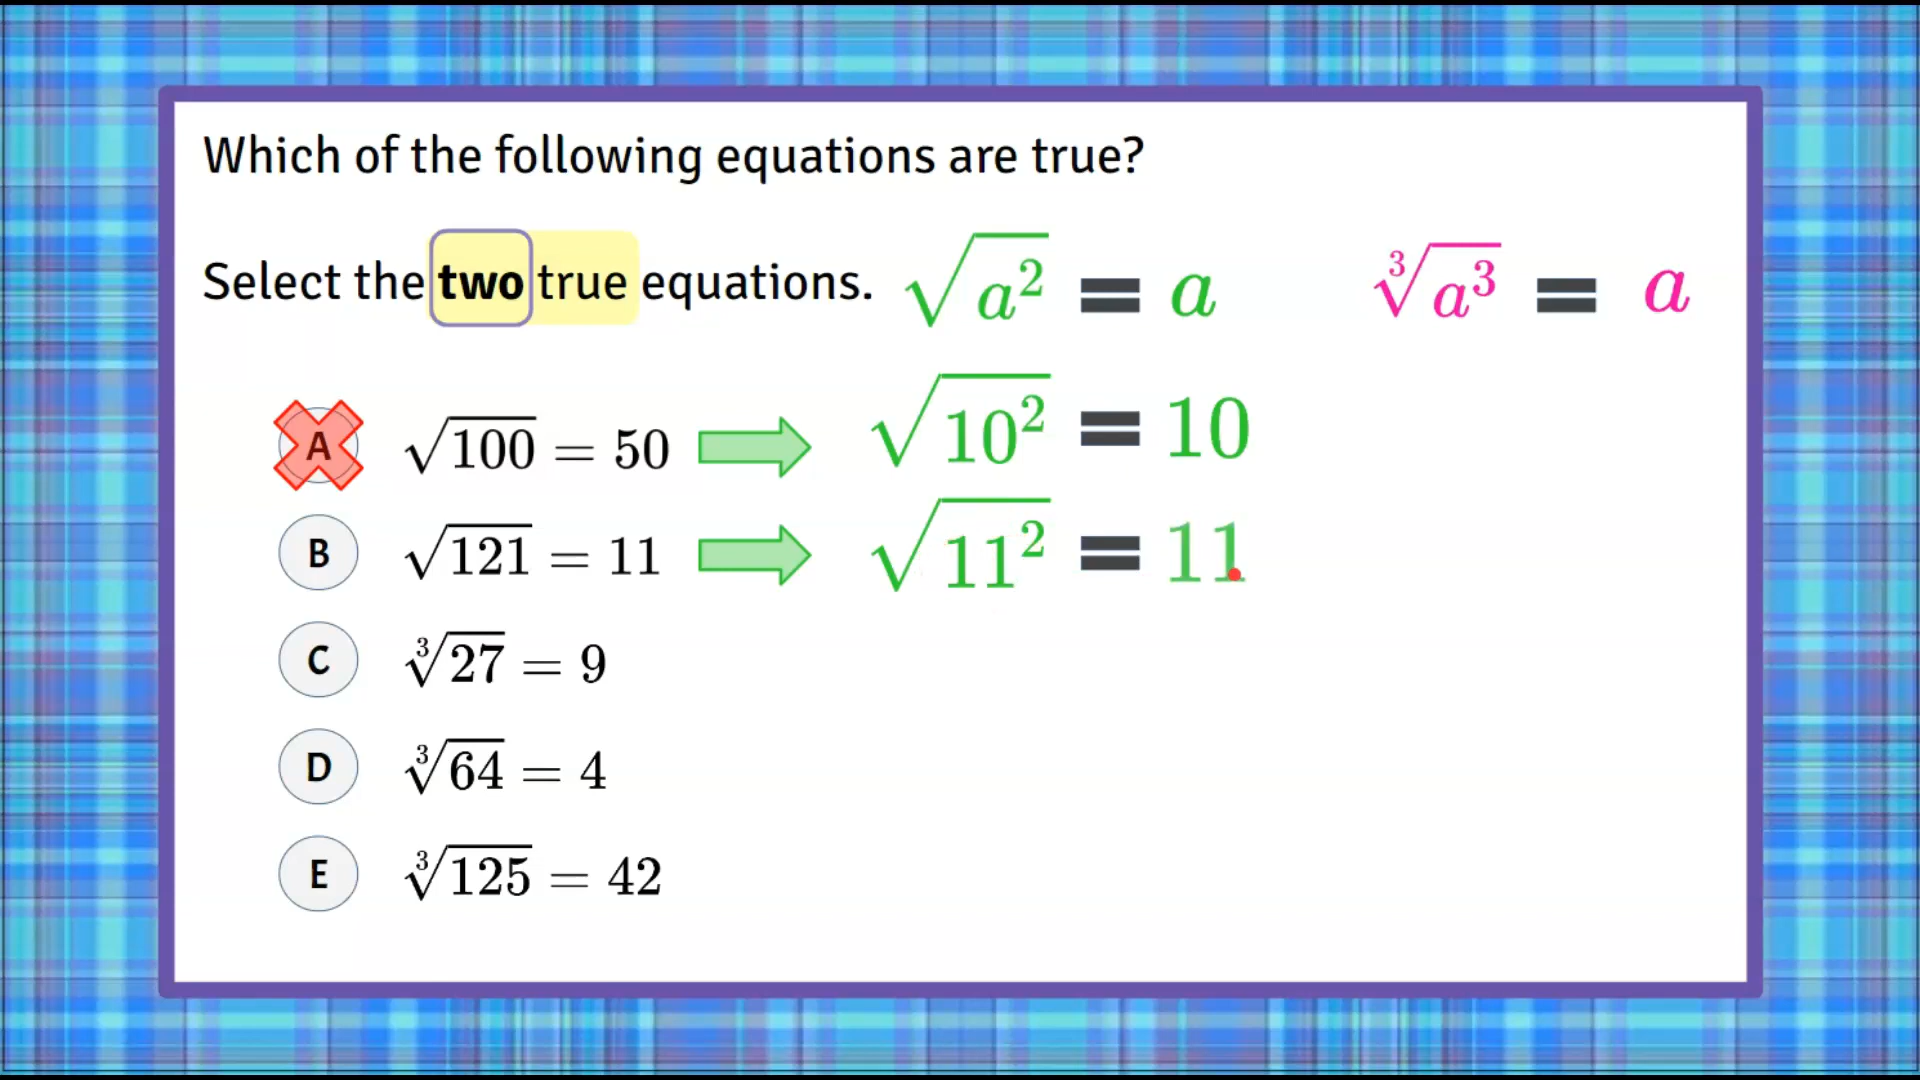 Which of the following equations are true?
Select the two true equations. √a² = a ∛a³ = a
A √100 = 50 √10² = 10
B √121 = 11 √11² = 11
C ∛27 = 9
D ∛64 = 4
E ∛125 = 42